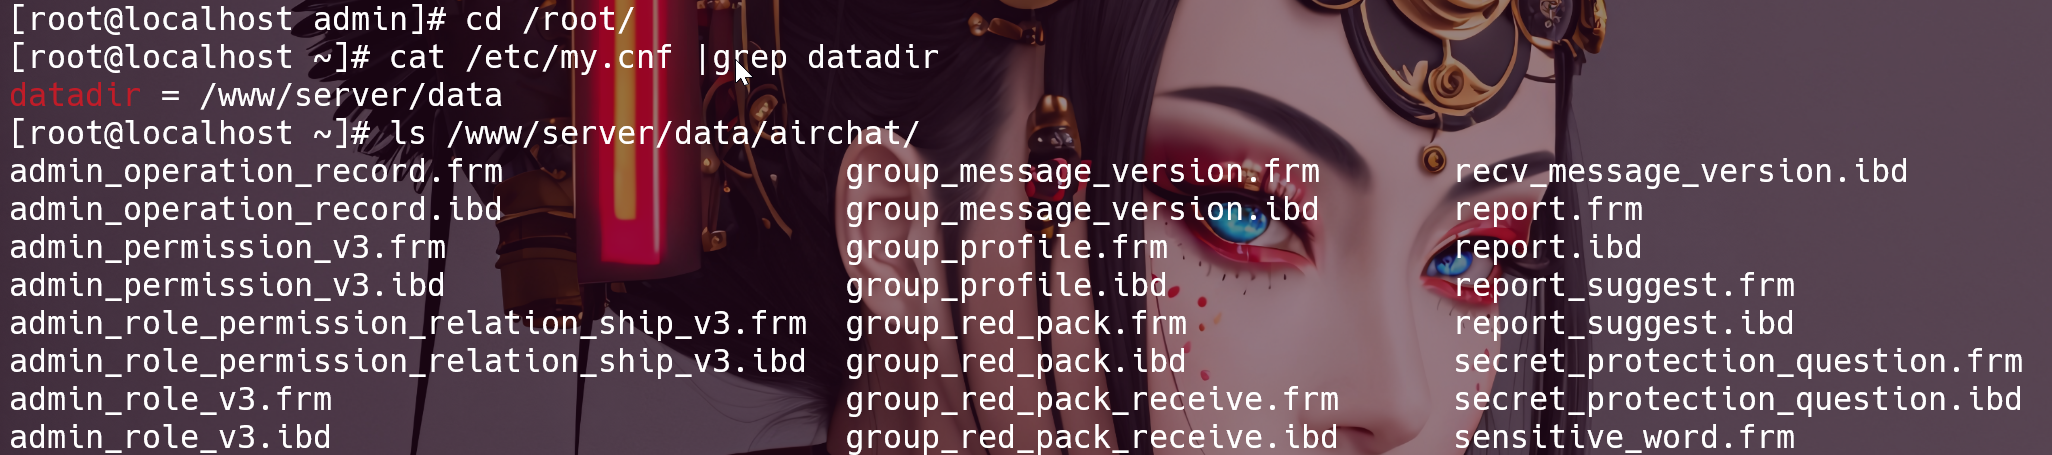 [root@localhost admin]# cd /root/
[root@localhost ~]# cat /etc/my.cnf |grep datadir
datadir = /www/server/data
[root@localhost ~]# ls /www/server/data/airchat/
admin_operation_record.frm group_message_version.frm recv_message_version.ibd
admin_operation_record.ibd group_message_version.ibd report.frm
admin_permission_v3.frm group_profile.frm report.ibd
admin_permission_v3.ibd group_profile.ibd report_suggest.frm
admin_role_permission_relation_ship_v3.frm group_red_pack.frm report_suggest.ibd
admin_role_permission_relation_ship_v3.ibd group_red_pack.ibd secret_protection_question.frm
admin_role_v3.frm group_red_pack_receive.frm secret_protection_question.ibd
admin_role_v3.ibd group_red_pack_receive.ibd sensitive_word.frm